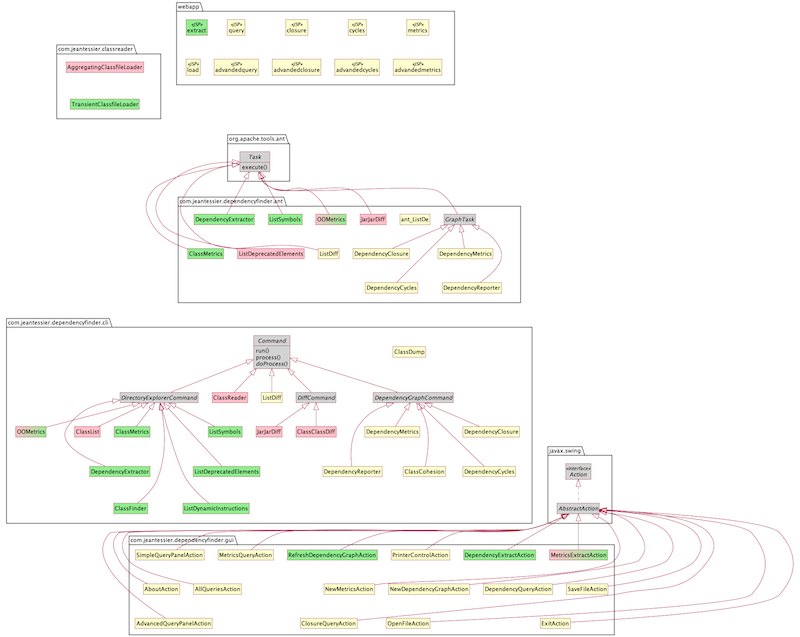 webapp
«JSP» «JSP» «JSP» «JSP» «JSP»
extract query closure cycles metrics
«JSP» «JSP» «JSP» «JSP» «JSP»
load advandedquery advandedclosure advandedcycles advandedmetrics
com.jeantessier.classreader
AggregatingClassfileLoader
TransientClassfileLoader
org.apache.tools.ant
Task
execute()
com.jeantessier.dependencyfinder.ant
DependencyExtractor ListSymbols OOMetrics JarJarDiff ant_ListDe GraphTask
ClassMetrics ListDeprecatedElements ListDiff DependencyClosure DependencyMetrics
DependencyCycles DependencyReporter
com.jeantessier.dependencyfinder.cli
Command
run()
process()
doProcess()
ClassDump
DirectoryExplorerCommand ClassReader ListDiff DiffCommand DependencyGraphCommand
OOMetrics ClassList ClassMetrics ListSymbols JarJarDiff ClassClassDiff DependencyMetrics DependencyClosure
DependencyExtractor ListDeprecatedElements DependencyReporter ClassCohesion DependencyCycles
ClassFinder ListDynamicInstructions
javax.swing
«interface»
Action
AbstractAction
com.jeantessier.dependencyfinder.gui
SimpleQueryPanelAction MetricsQueryAction RefreshDependencyGraphAction PrinterControlAction DependencyExtractAction MetricsExtractAction
AboutAction AllQueriesAction NewMetricsAction NewDependencyGraphAction DependencyQueryAction SaveFileAction
AdvancedQueryPanelAction ClosureQueryAction OpenFileAction ExitAction